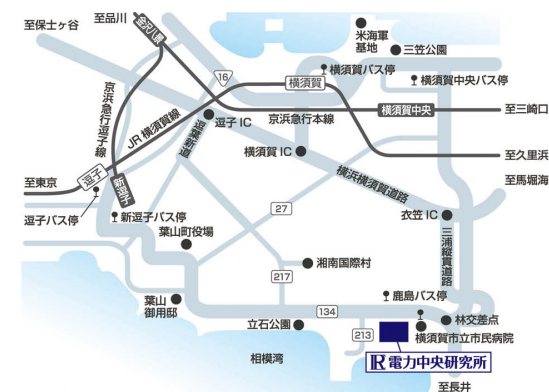 至保土ヶ谷
至品川
金沢八景
米海軍
基地
三笠公園
16
横須賀バス停
横須賀
横須賀中央バス停
京浜急行逗子線
JR 横須賀線
逗子 IC
京浜急行本線
横須賀中央
至三崎口
逗葉新道
横須賀 IC
至久里浜
至東京
逗子
新逗子
横浜横須賀道路
至馬堀海
逗子バス停
新逗子バス停
27
衣笠 IC
葉山町役場
三浦縦貫道路
湘南国際村
217
葉山
御用邸
鹿島バス停
134
立石公園
213
林交差点
横須賀市立市民病院
相模湾
電力中央研究所
至長井